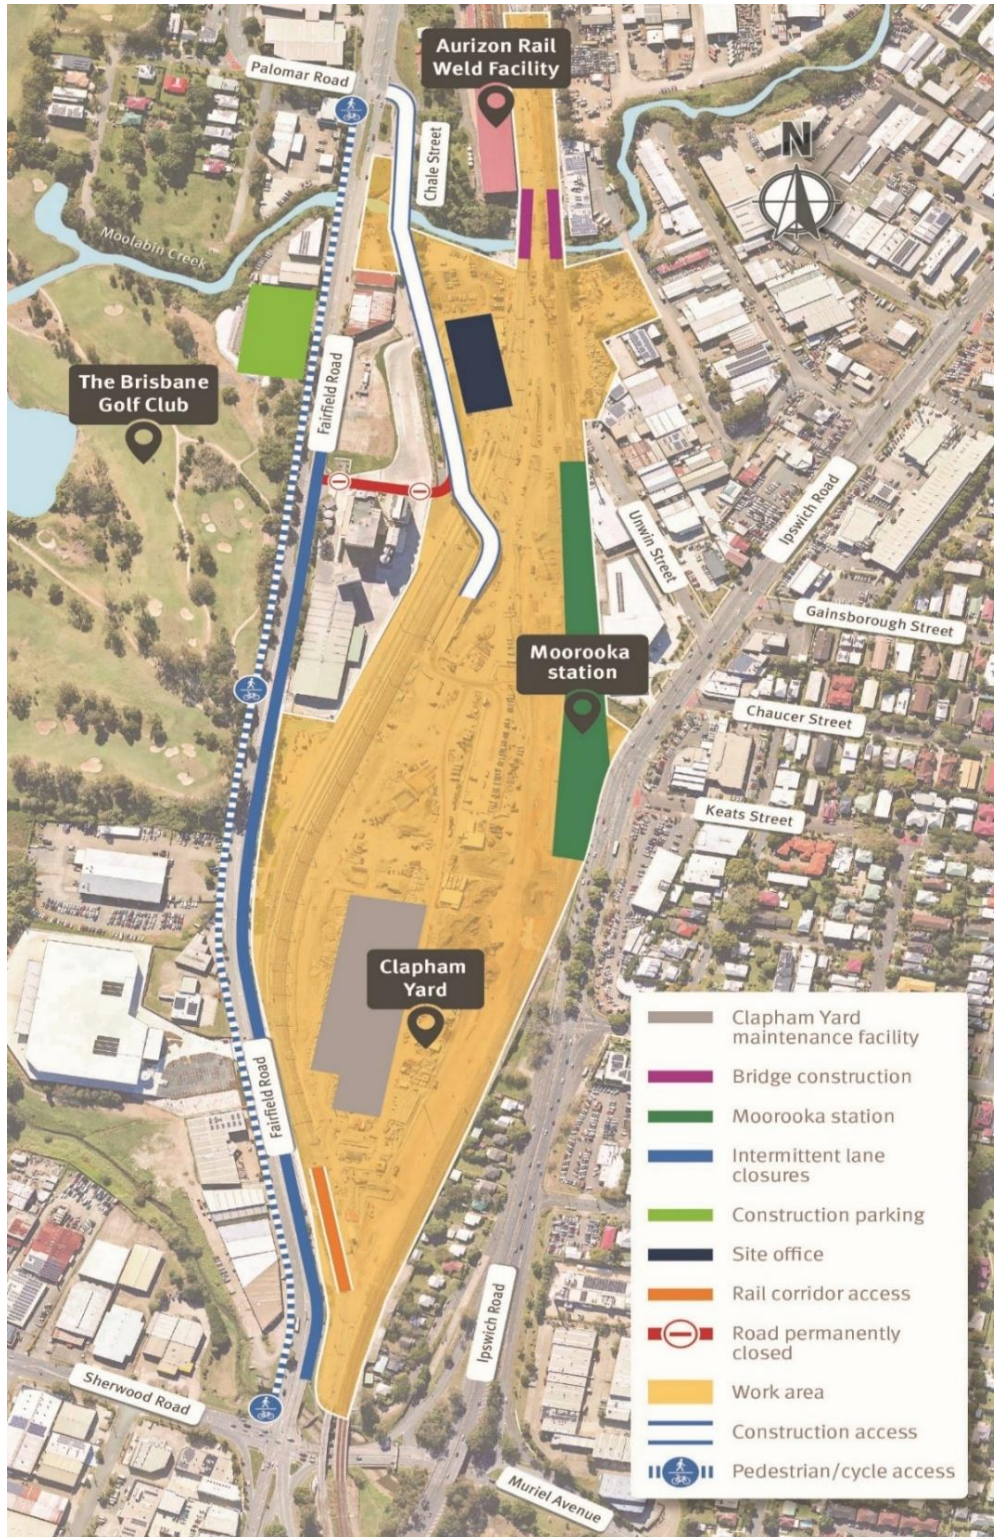 Aurizon Rail
Weld Facility
Palomar Road
Chale Street
N
Moolabin Creek
The Brisbane
Golf Club
Fairfield Road
Ipswich Road
Unwin Street
Gainsborough Street
Moorooka
station
Chaucer Street
Keats Street
Clapham
Yard
Fairfield Road
Ipswich Road
Sherwood Road
Muriel Avenue
Clapham Yard
maintenance facility
Bridge construction
Moorooka station
Intermittent lane
closures
Construction parking
Site office
Rail corridor access
Road permanently
closed
Work area
Construction access
Pedestrian/cycle access